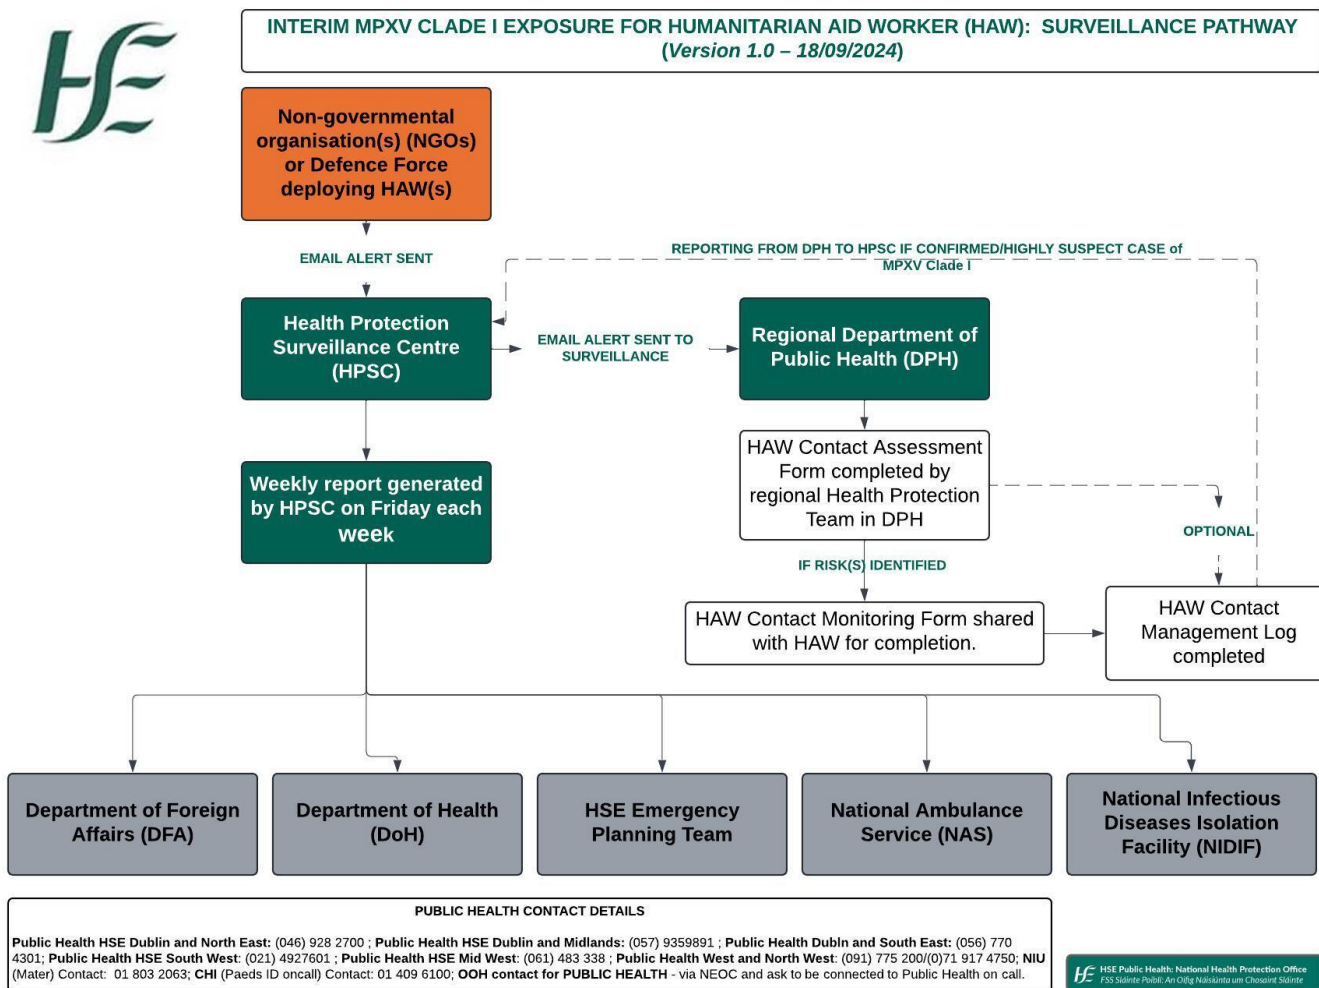 HSE
INTERIM MPXV CLADE I EXPOSURE FOR HUMANITARIAN AID WORKER (HAW): SURVEILLANCE PATHWAY
(Version 1.0 – 18/09/2024)
Non-governmental
organisation(s) (NGOs)
or Defence Force
deploying HAW(s)
EMAIL ALERT SENT
REPORTING FROM DPH TO HPSC IF CONFIRMED/HIGHLY SUSPECT CASE of
MPXV Clade I
Health Protection
Surveillance Centre
(HPSC)
EMAIL ALERT SENT TO
SURVEILLANCE
Regional Department of
Public Health (DPH)
HAW Contact Assessment
Form completed by
regional Health Protection
Team in DPH
Weekly report generated
by HPSC on Friday each
week
OPTIONAL
IF RISK(S) IDENTIFIED
HAW Contact Monitoring Form shared
with HAW for completion.
HAW Contact
Management Log
completed
Department of Foreign
Affairs (DFA)
Department of Health
(DoH)
HSE Emergency
Planning Team
National Ambulance
Service (NAS)
National Infectious
Diseases Isolation
Facility (NIDIF)
PUBLIC HEALTH CONTACT DETAILS
Public Health HSE Dublin and North East: (046) 928 2700 ; Public Health HSE Dublin and Midlands: (057) 9359891 ; Public Health Dubln and South East: (056) 770
4301; Public Health HSE South West: (021) 4927601 ; Public Health HSE Mid West: (061) 483 338 ; Public Health West and North West: (091) 775 200/(0)71 917 4750; NIU
(Mater) Contact: 01 803 2063; CHI (Paeds ID oncall) Contact: 01 409 6100; OOH contact for PUBLIC HEALTH - via NEOC and ask to be connected to Public Health on call.
HSE Public Health: National Health Protection Office
FSS Sláinte Poiblí: An Oifig Náisiúnta um Chosaint Sláinte